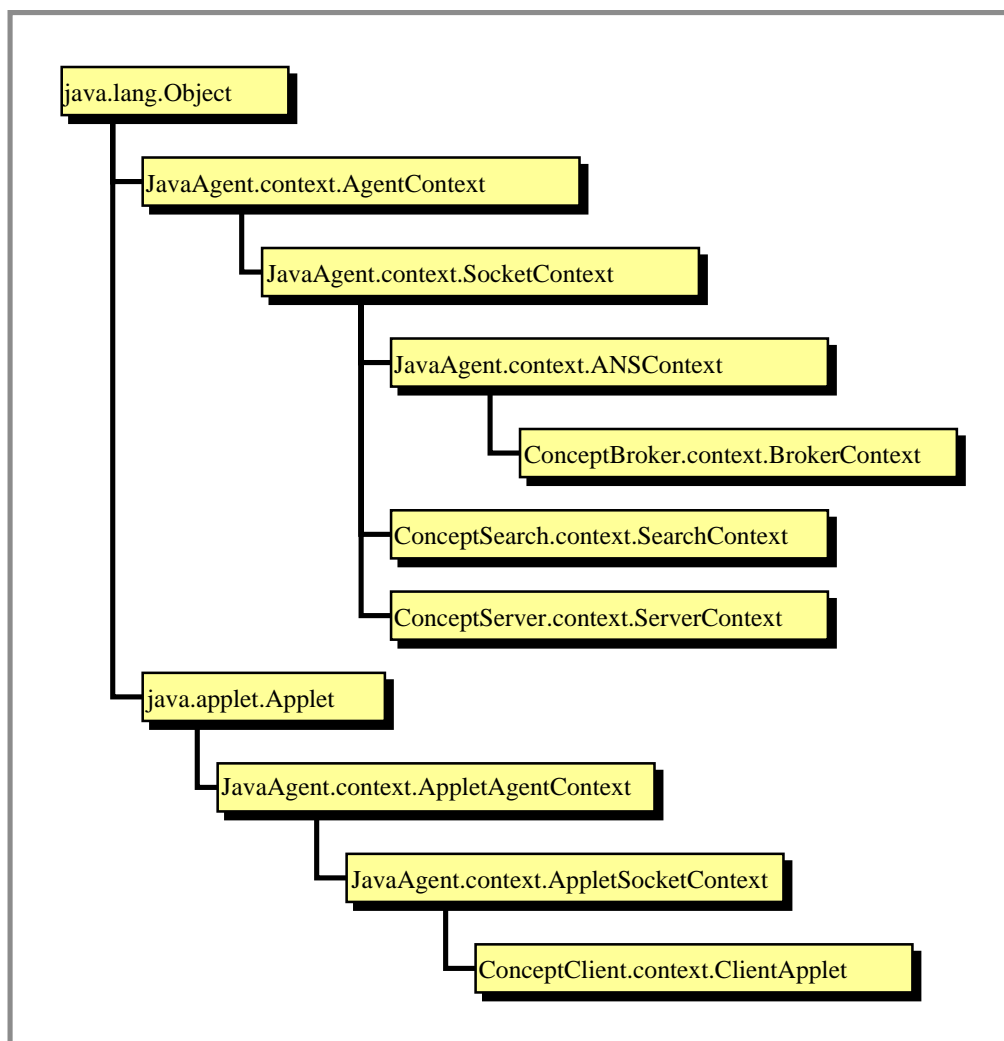 java.lang.Object
JavaAgent.context.AgentContext
JavaAgent.context.SocketContext
JavaAgent.context.ANSContext
ConceptBroker.context.BrokerContext
ConceptSearch.context.SearchContext
ConceptServer.context.ServerContext
java.applet.Applet
JavaAgent.context.AppletAgentContext
JavaAgent.context.AppletSocketContext
ConceptClient.context.ClientApplet